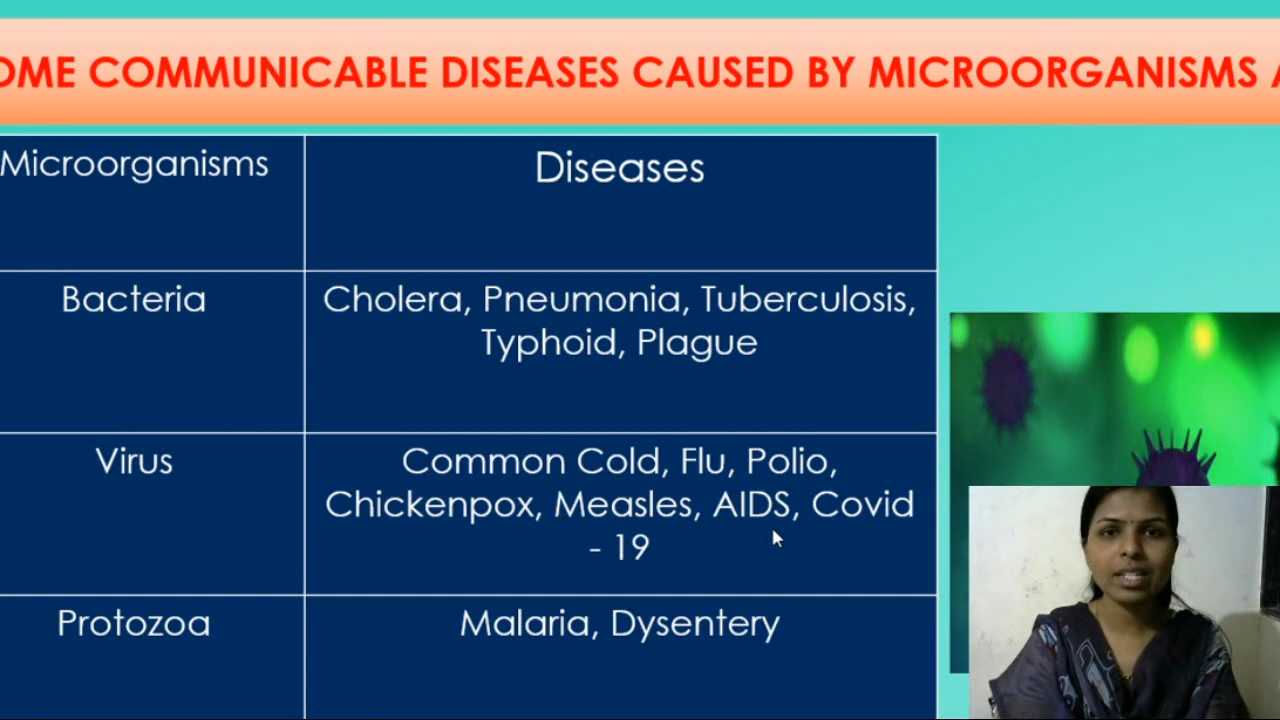 OME COMMUNICABLE DISEASES CAUSED BY MICROORGANISMS A
Microorganisms
Diseases
Bacteria
Cholera, Pneumonia, Tuberculosis,
Typhoid, Plague
Virus
Common Cold, Flu, Polio,
Chickenpox, Measles, AIDS, Covid
- 19
Protozoa
Malaria, Dysentery